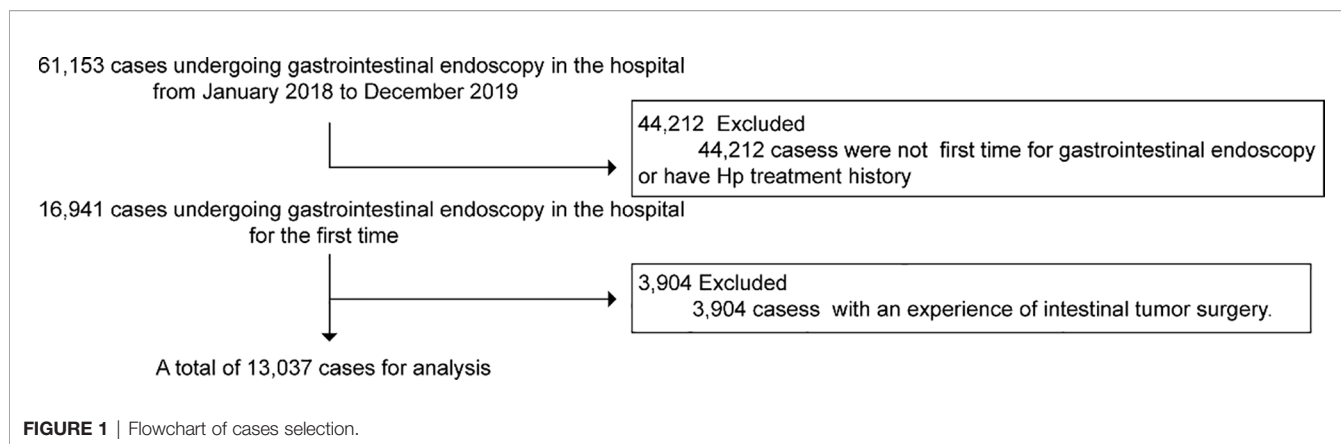 61,153 cases undergoing gastrointestinal endoscopy in the hospital
from January 2018 to December 2019
44,212 Excluded
44,212 casess were not first time for gastrointestinal endoscopy
or have Hp treatment history
16,941 cases undergoing gastrointestinal endoscopy in the hospital
for the first time
3,904 Excluded
3,904 casess with an experience of intestinal tumor surgery.
A total of 13,037 cases for analysis
FIGURE 1 | Flowchart of cases selection.